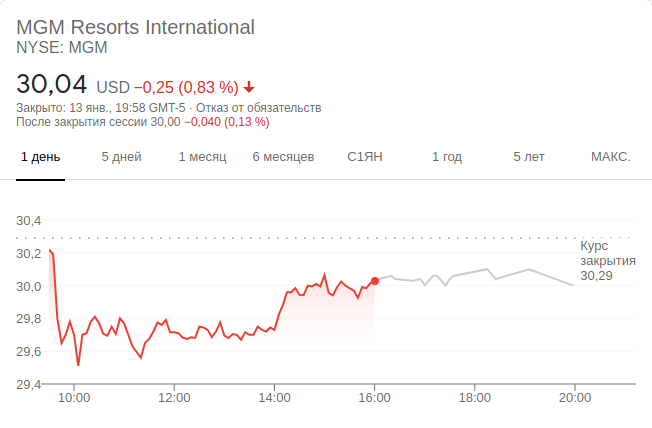 MGM Resorts International
NYSE: MGM
30,04 USD −0,25 (0,83 %)
Закрыто: 13 янв., 19:58 GMT-5 · Отказ от обязательств
После закрытия сессии 30,00 −0,040 (0,13 %)
1 день 5 дней 1 месяц 6 месяцев С1ЯН 1 год 5 лет МАКС.
30,4
30,2
30,0
29,8
29,6
29,4
Курс
закрытия
30,29
10:00 12:00 14:00 16:00 18:00 20:00